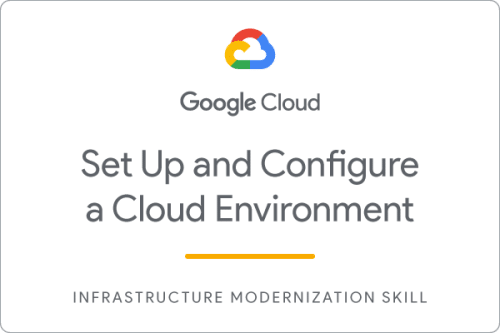 Google Cloud
Set Up and Configure
a Cloud Environment
INFRASTRUCTURE MODERNIZATION SKILL